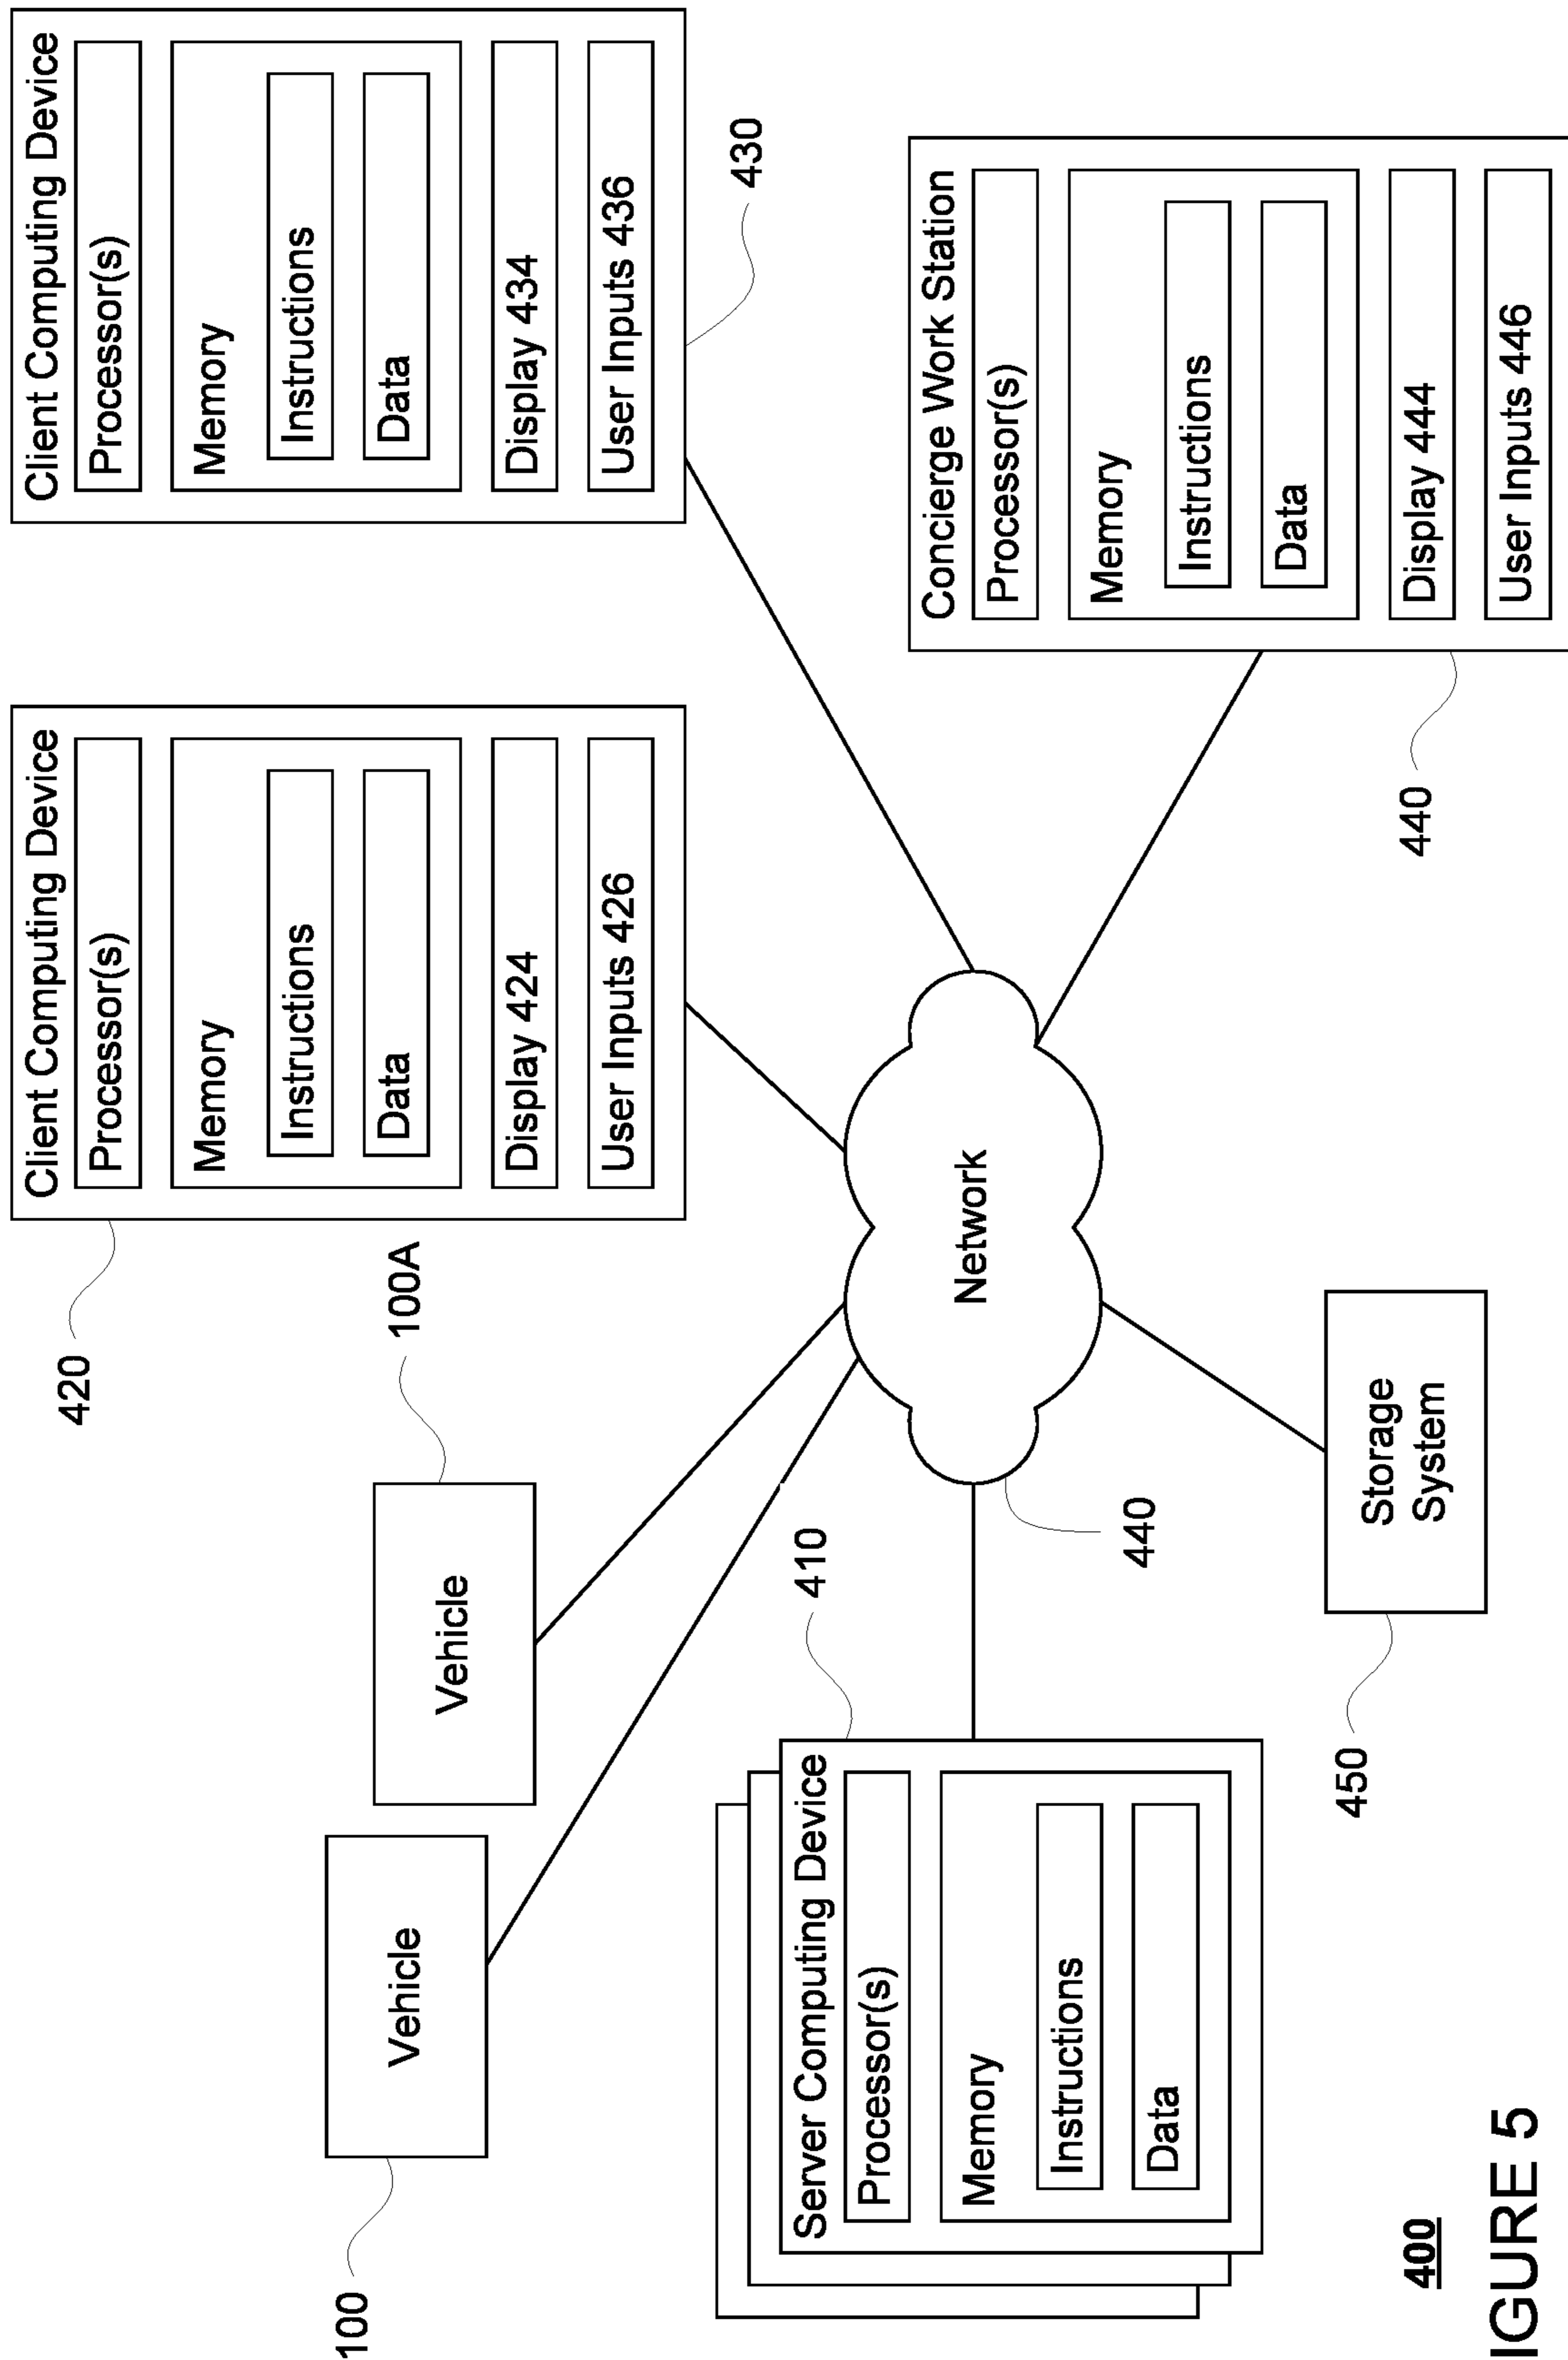 Client Computing Device
Processor(s)
Memory
Instructions
Data
Display 424
User Inputs 426
420
Client Computing Device
Processor(s)
Memory
Instructions
Data
Display 434
User Inputs 436
430
100
Vehicle
Vehicle
100A
Server Computing Device
Processor(s)
Memory
Instructions
Data
410
Network
440
Concierge Work Station
Processor(s)
Memory
Instructions
Data
Display 444
User Inputs 446
440
Storage
System
450
400
IGURE 5